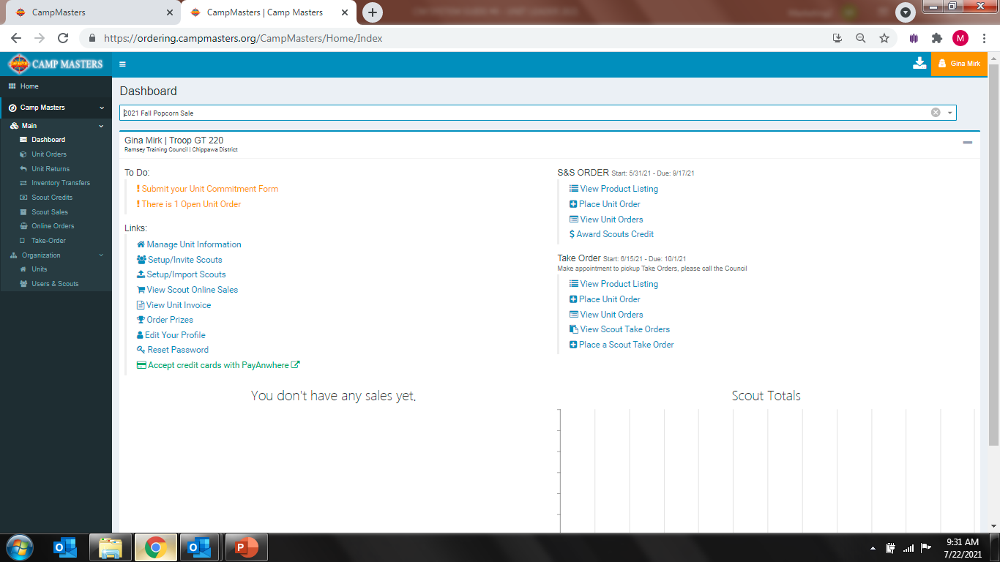 CampMasters
CampMasters | Camp Masters
https://ordering.campmasters.org/CampMasters/Home/Index
M
CAMP MASTERS
Gina Mirk
Home
Camp Masters
Main
Dashboard
Unit Orders
Unit Returns
Inventory Transfers
Scout Credits
Scout Sales
Online Orders
Take-Order
Organization
Units
Users & Scouts
Dashboard
2021 Fall Popcorn Sale
Gina Mirk | Troop GT 220
Ramsey Training Council | Chippawa District
To Do:
! Submit your Unit Commitment Form
! There is 1 Open Unit Order
Links:
Manage Unit Information
Setup/Invite Scouts
Setup/Import Scouts
View Scout Online Sales
View Unit Invoice
Order Prizes
Edit Your Profile
Reset Password
Accept credit cards with PayAnwhere
S&S ORDER Start: 5/31/21 - Due: 9/17/21
View Product Listing
Place Unit Order
View Unit Orders
$ Award Scouts Credit
Take Order Start: 6/15/21 - Due: 10/1/21
Make appointment to pickup Take Orders, please call the Council
View Product Listing
Place Unit Order
View Unit Orders
View Scout Take Orders
Place a Scout Take Order
You don't have any sales yet.
Scout Totals
9:31 AM
7/22/2021